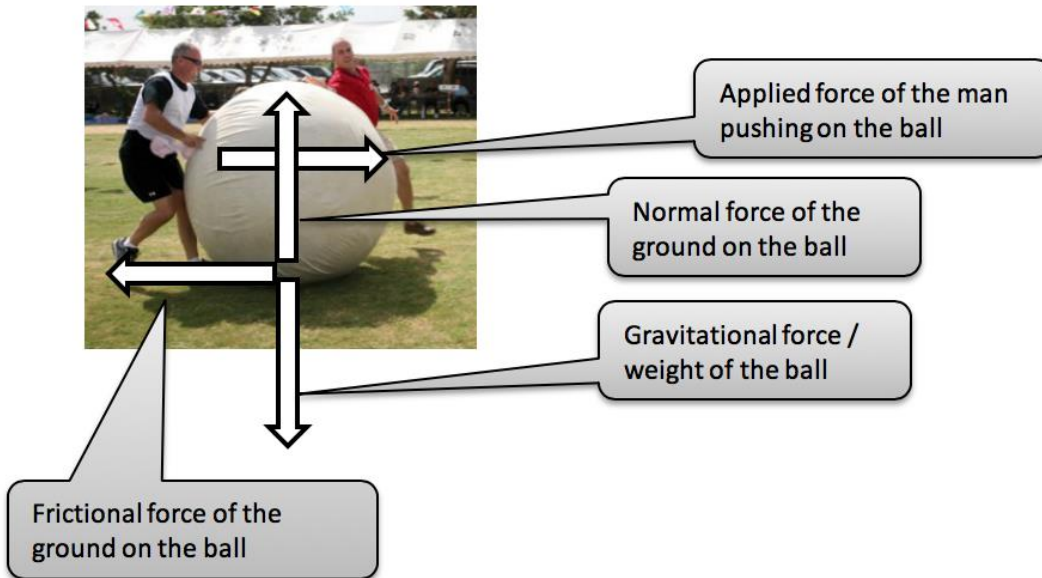 Applied force of the man
pushing on the ball
Normal force of the
ground on the ball
Gravitational force /
weight of the ball
Frictional force of the
ground on the ball